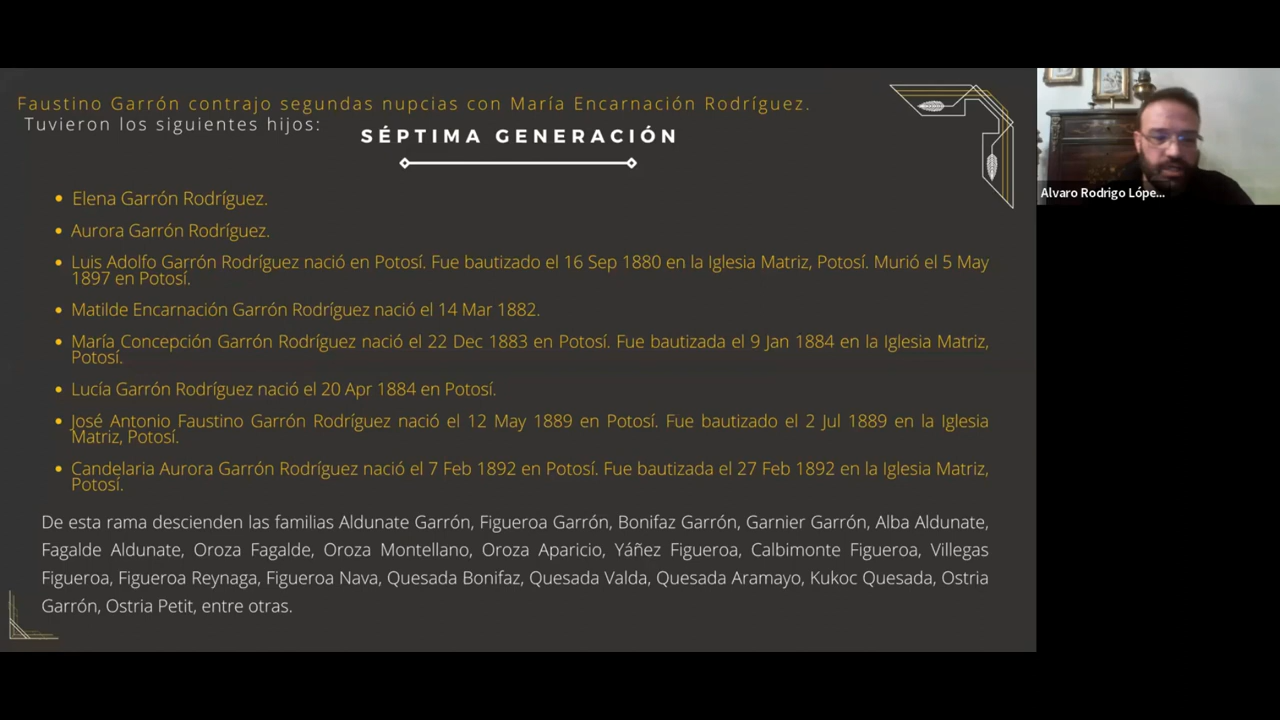 Faustino Garrón contrajo segundas nupcias con María Encarnación Rodríguez.
Tuvieron los siguientes hijos:
SÉPTIMA GENERACIÓN
• Elena Garrón Rodríguez.
• Aurora Garrón Rodríguez.
• Luis Adolfo Garrón Rodríguez nació en Potosí. Fue bautizado el 16 Sep 1880 en la Iglesia Matriz, Potosí. Murió el 5 May
1897 en Potosí.
• Matilde Encarnación Garrón Rodríguez nació el 14 Mar 1882.
• María Concepción Garrón Rodríguez nació el 22 Dec 1883 en Potosí. Fue bautizada el 9 Jan 1884 en la Iglesia Matriz,
Potosí.
• Lucía Garrón Rodríguez nació el 20 Apr 1884 en Potosí.
• José Antonio Faustino Garrón Rodríguez nació el 12 May 1889 en Potosí. Fue bautizado el 2 Jul 1889 en la Iglesia
Matriz, Potosí.
• Candelaria Aurora Garrón Rodríguez nació el 7 Feb 1892 en Potosí. Fue bautizada el 27 Feb 1892 en la Iglesia Matriz,
Potosí.
De esta rama descienden las familias Aldunate Garrón, Figueroa Garrón, Bonifaz Garrón, Garnier Garrón, Alba Aldunate,
Fagalde Aldunate, Oroza Fagalde, Oroza Montellano, Oroza Aparicio, Yáñez Figueroa, Calbimonte Figueroa, Villegas
Figueroa, Figueroa Reynaga, Figueroa Nava, Quesada Bonifaz, Quesada Valda, Quesada Aramayo, Kukoc Quesada, Ostria
Garrón, Ostria Petit, entre otras.
Alvaro Rodrigo Lópe...